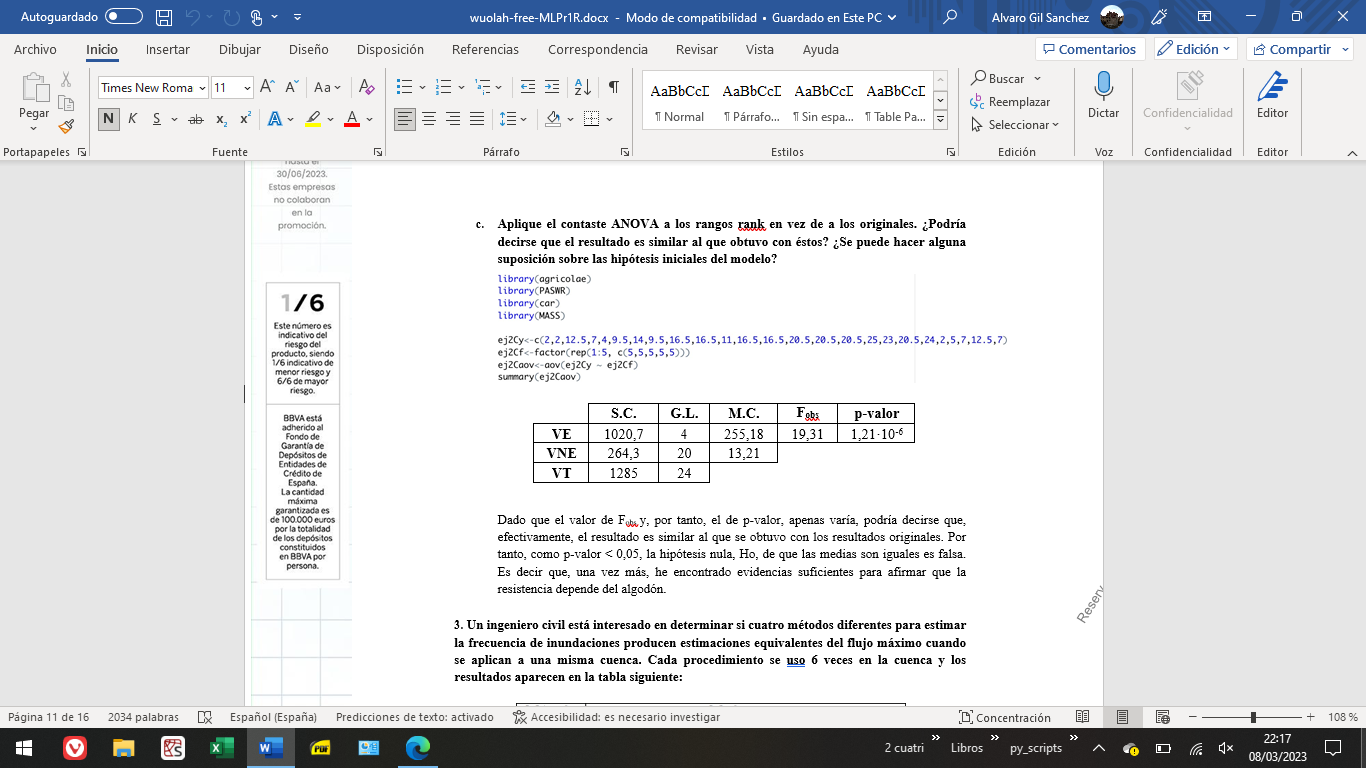 Autoguardado
wuolah-free-MLPr1R.docx - Modo de compatibilidad • Guardado en Este PC
Alvaro Gil Sanchez
Archivo Inicio Insertar Dibujar Diseño Disposición Referencias Correspondencia Revisar Vista Ayuda
Comentarios Edición Compartir
Pegar
Times New Roma 11
N K S ab x₂ x²
AaBbCcI AaBbCcI AaBbCcI AaBbCcI
¶ Normal ¶ Párrafo... ¶ Sin espa... ¶ Table Pa...
Buscar
Reemplazar
Seleccionar
Dictar
Confidencialidad
Editor
Portapapeles Fuente Párrafo Estilos Edición Voz Confidencialidad Editor
hasta el
30/06/2023.
Estas empresas
no colaboran
en la
promoción.
1/6
Este número es
indicativo del
riesgo del
producto, siendo
1/6 indicativo de
menor riesgo y
6/6 de mayor
riesgo.
BBVA está
adherido al
Fondo de
Garantía de
Depósitos de
Entidades de
Crédito de
España.
La cantidad
máxima
garantizada es
de 100.000 euros
por la totalidad
de los depósitos
constituidos
en BBVA por
persona.
c. Aplique el contaste ANOVA a los rangos rank en vez de a los originales. ¿Podría
decirse que el resultado es similar al que obtuvo con éstos? ¿Se puede hacer alguna
suposición sobre las hipótesis iniciales del modelo?
library(agricolae)
library(PASWR)
library(car)
library(MASS)
ej2Cy<-c(2,2,12.5,7,4,9.5,14,9.5,16.5,16.5,11,16.5,16.5,20.5,20.5,20.5,25,23,20.5,24,2,5,7,12.5,7)
ej2Cf<-factor(rep(1:5, c(5,5,5,5,5)))
ej2Caov<-aov(ej2Cy ~ ej2Cf)
summary(ej2Caov)
S.C. G.L. M.C. Fobs p-valor
VE 1020,7 4 255,18 19,31 1,21·10⁻⁶
VNE 264,3 20 13,21
VT 1285 24
Dado que el valor de Fobs y, por tanto, el de p-valor, apenas varía, podría decirse que,
efectivamente, el resultado es similar al que se obtuvo con los resultados originales. Por
tanto, como p-valor < 0,05, la hipótesis nula, Ho, de que las medias son iguales es falsa.
Es decir que, una vez más, he encontrado evidencias suficientes para afirmar que la
resistencia depende del algodón.
Reserv
3. Un ingeniero civil está interesado en determinar si cuatro métodos diferentes para estimar
la frecuencia de inundaciones producen estimaciones equivalentes del flujo máximo cuando
se aplican a una misma cuenca. Cada procedimiento se uso 6 veces en la cuenca y los
resultados aparecen en la tabla siguiente:
Página 11 de 16 2034 palabras Español (España) Predicciones de texto: activado Accesibilidad: es necesario investigar Concentración 108 %
2 cuatri Libros py_scripts
22:17
08/03/2023